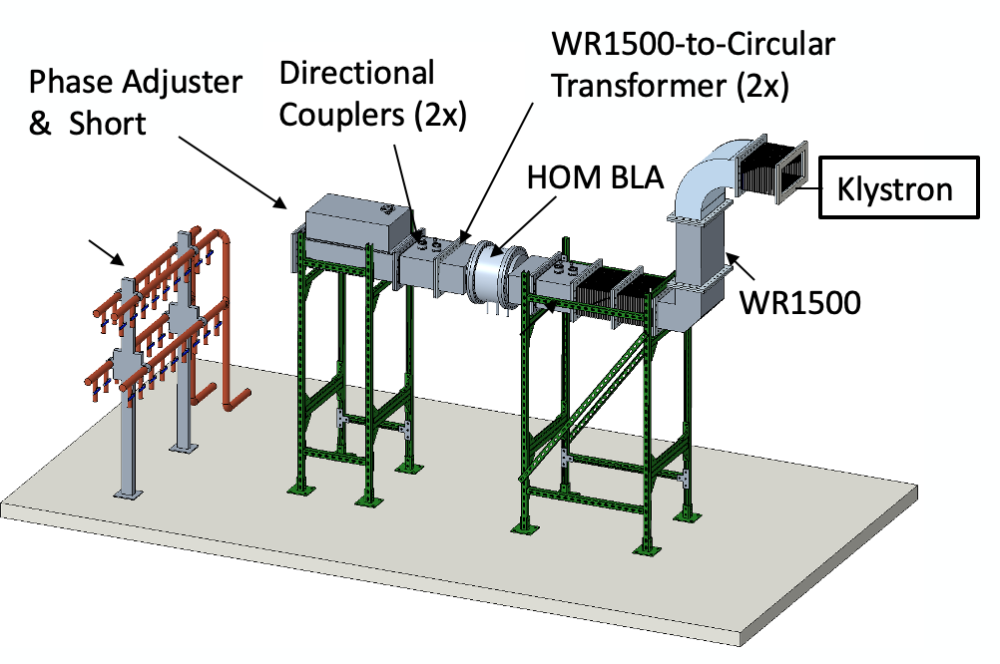 WR1500-to-Circular
Transformer (2x)
Phase Adjuster
& Short
Directional
Couplers (2x)
HOM BLA
Klystron
WR1500